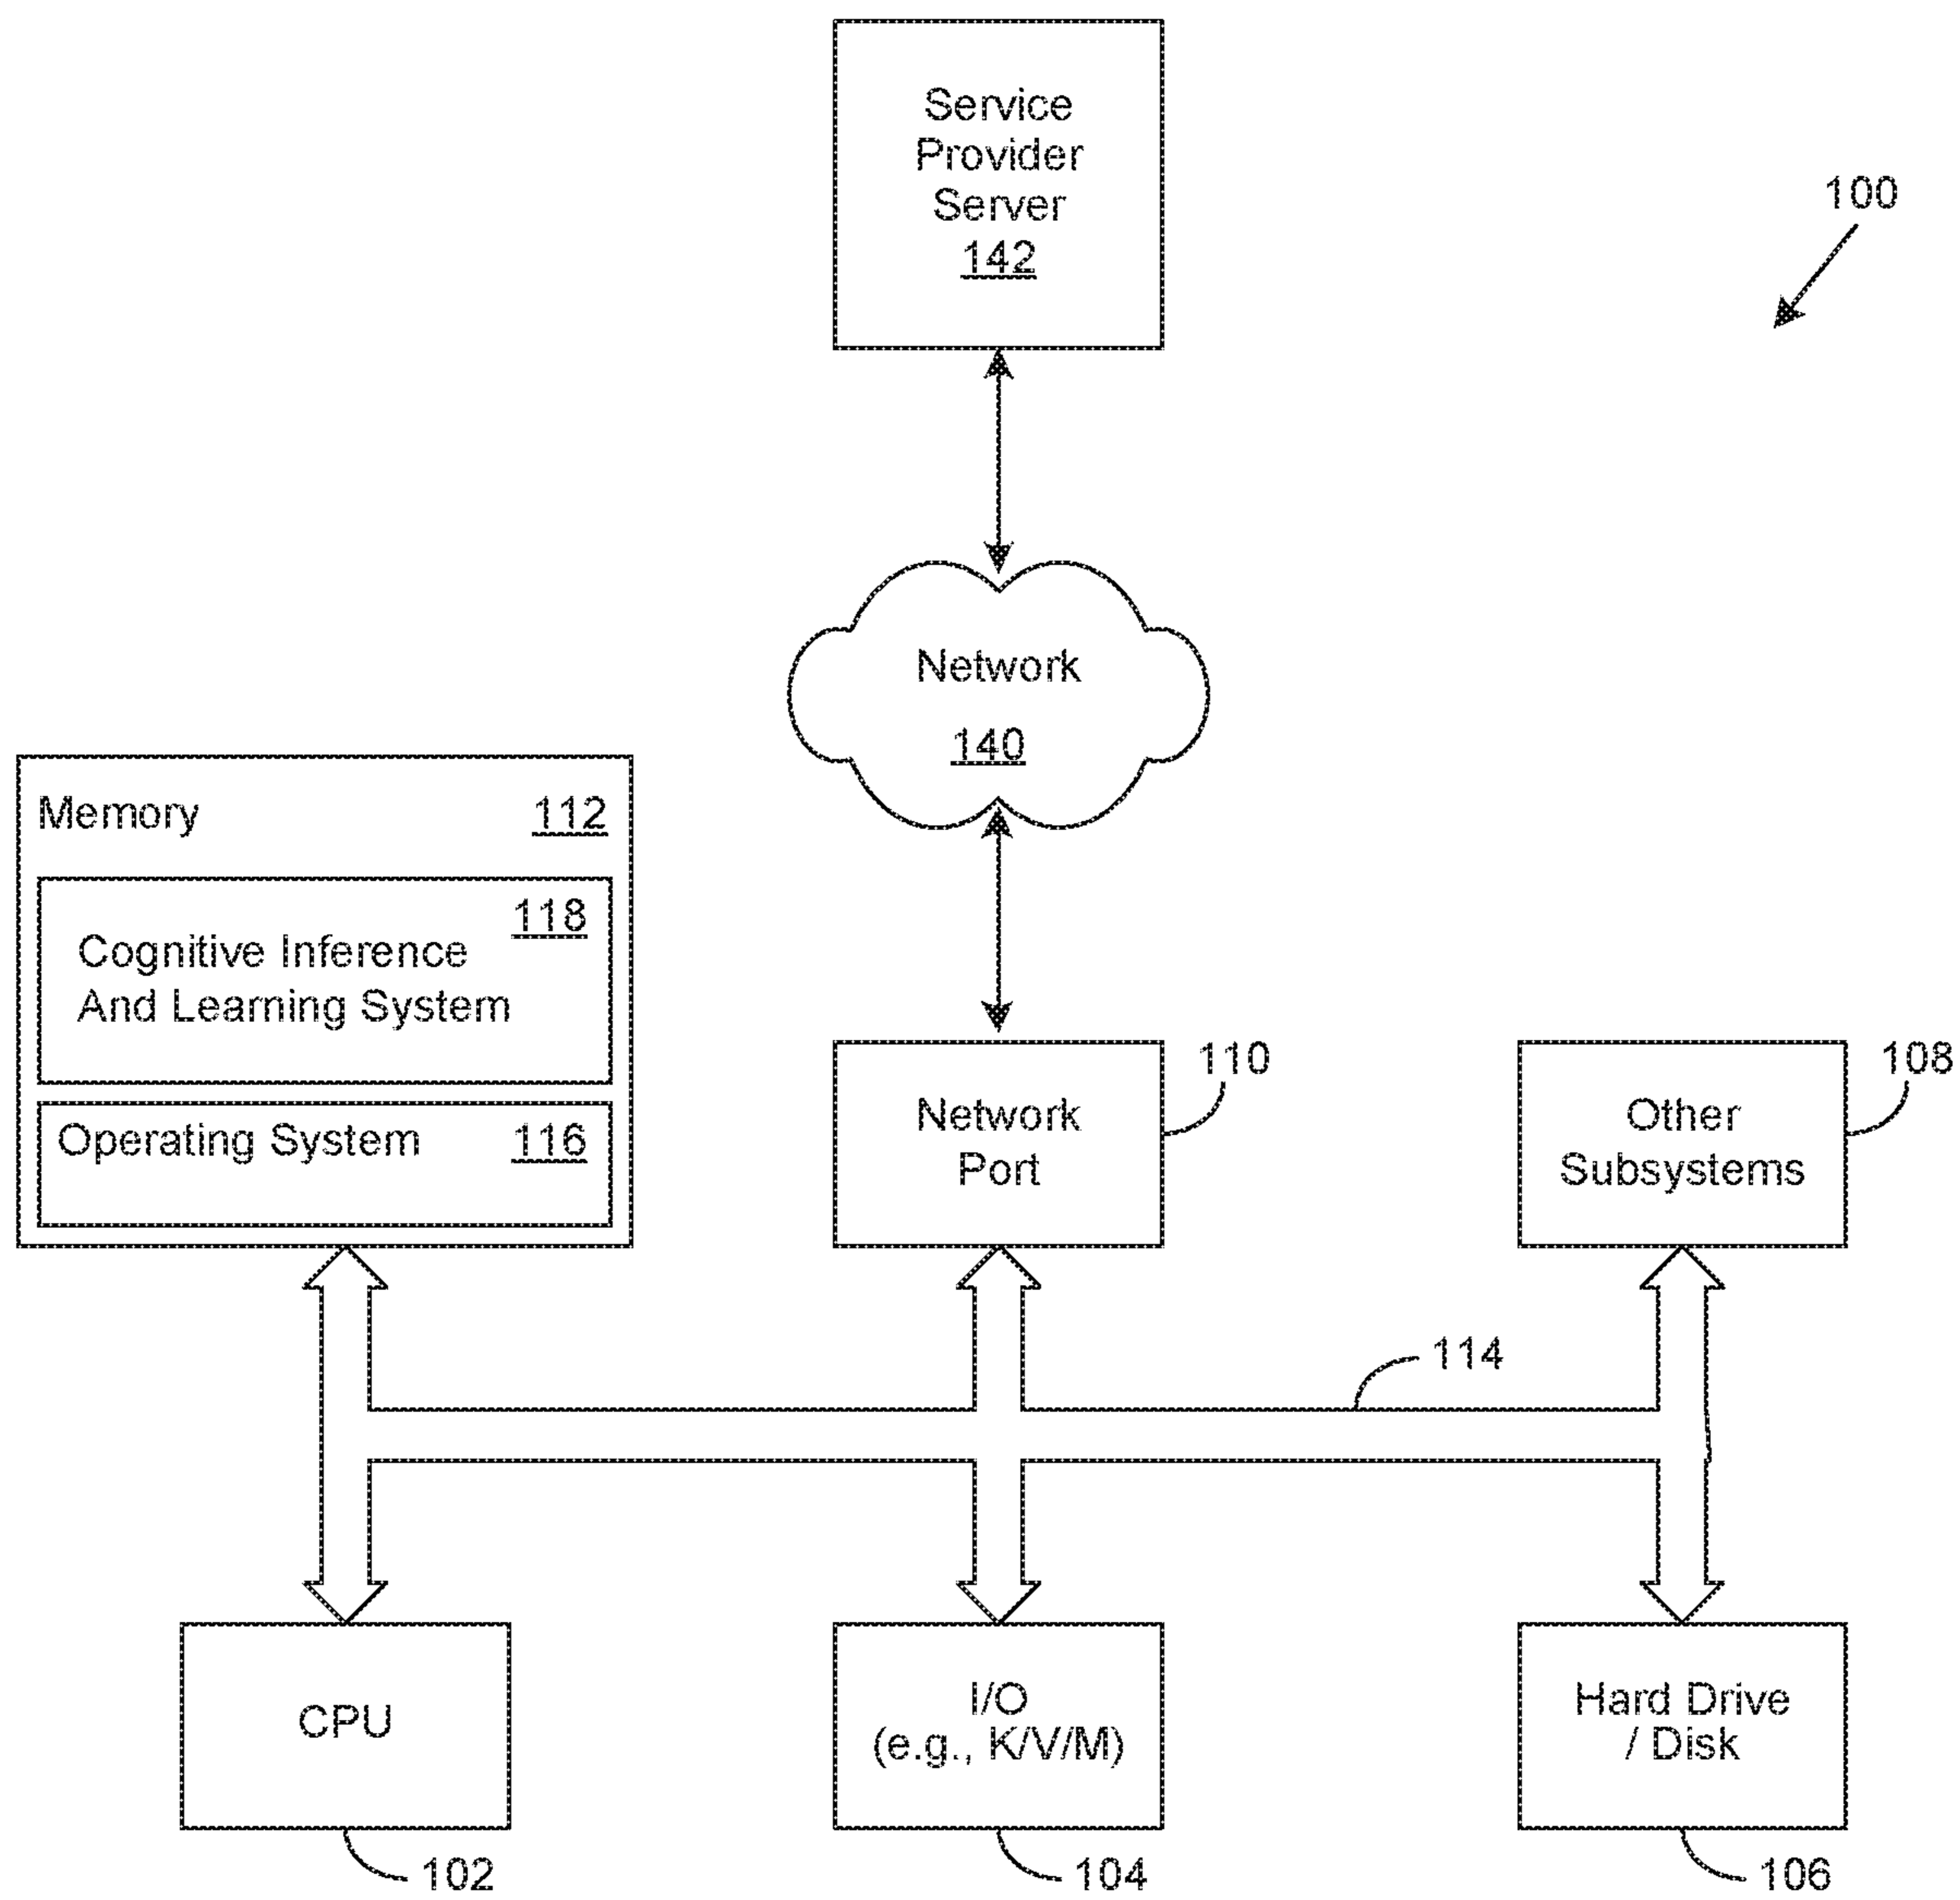 Service
Provider
Server
142
100
Network
140
Memory 112
118
Cognitive Inference
And Learning System
Operating System 116
Network
Port
110
Other
Subsystems
108
114
CPU
102
I/O
(e.g., K/V/M)
104
Hard Drive
/ Disk
106